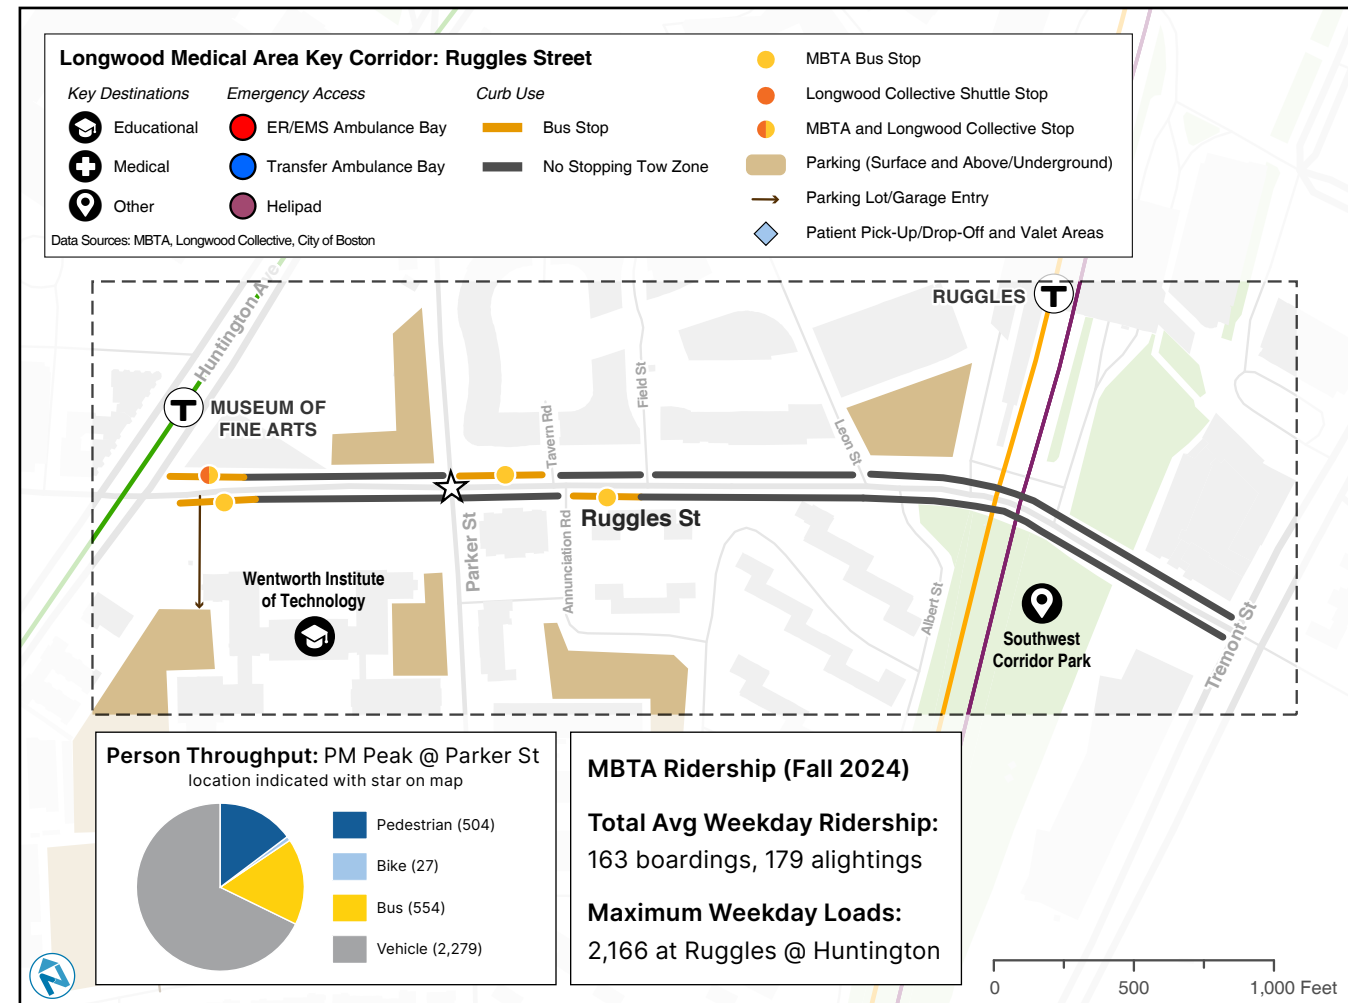 Longwood Medical Area Key Corridor: Ruggles Street
Key Destinations
Educational
Medical
Other
Emergency Access
ER/EMS Ambulance Bay
Transfer Ambulance Bay
Helipad
Curb Use
Bus Stop
No Stopping Tow Zone
MBTA Bus Stop
Longwood Collective Shuttle Stop
MBTA and Longwood Collective Stop
Parking (Surface and Above/Underground)
Parking Lot/Garage Entry
Patient Pick-Up/Drop-Off and Valet Areas
Data Sources: MBTA, Longwood Collective, City of Boston
Huntington Ave
RUGGLES
T
T
MUSEUM OF
FINE ARTS
Tavern Rd
Field St
Leon St
Ruggles St
Parker St
Annunciation Rd
Albert St
Tremont St
Wentworth Institute
of Technology
Southwest
Corridor Park
Person Throughput: PM Peak @ Parker St
location indicated with star on map
Pedestrian (504)
Bike (27)
Bus (554)
Vehicle (2,279)
MBTA Ridership (Fall 2024)
Total Avg Weekday Ridership:
163 boardings, 179 alightings
Maximum Weekday Loads:
2,166 at Ruggles @ Huntington
N
0 500 1,000 Feet